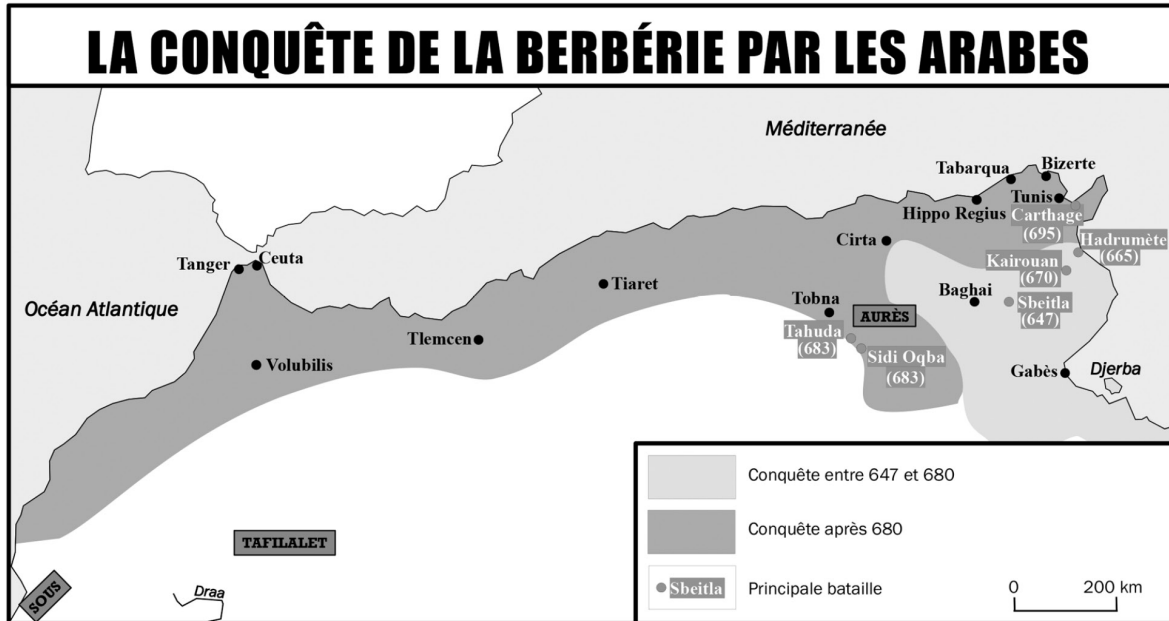 LA CONQUÊTE DE LA BERBÉRIE PAR LES ARABES
Méditerranée
Tabarqua
Bizerte
Tunis
Hippo Regius
Carthage
(695)
Cirta
Hadrumète
(665)
Kairouan
(670)
Tanger
Ceuta
Océan Atlantique
Tiaret
Tobna
Baghai
Sbeitla
(647)
AURÈS
Tahuda
(683)
Sidi Oqba
(683)
Tlemcen
Volubilis
Gabès
Djerba
TAFILALET
SOUS
Draa
Conquête entre 647 et 680
Conquête après 680
Sbeitla
Principale bataille
0 200 km